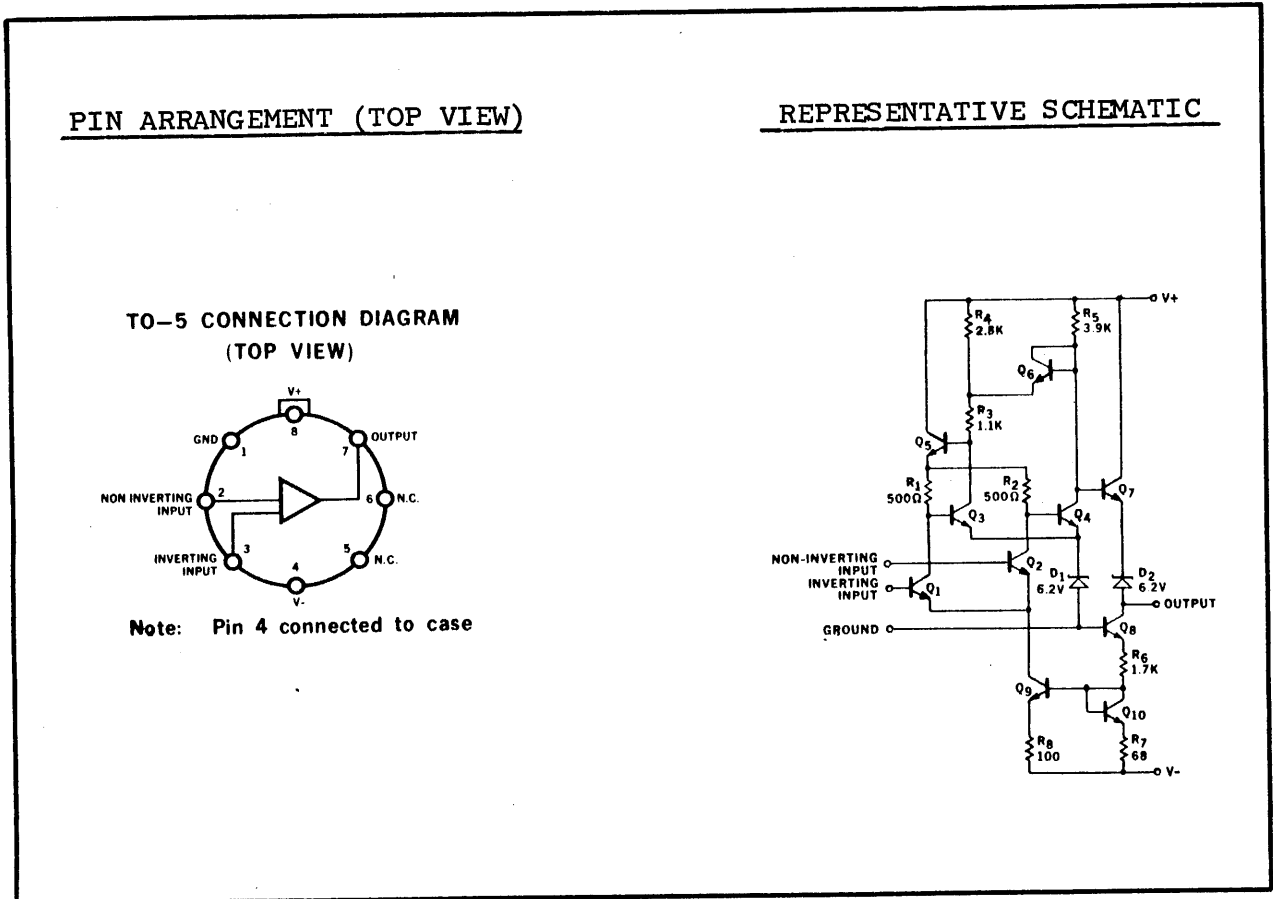 PIN ARRANGEMENT (TOP VIEW)
REPRESENTATIVE SCHEMATIC
TO-5 CONNECTION DIAGRAM
(TOP VIEW)
V+
8
GND
1
OUTPUT
7
NON INVERTING
INPUT
2
6
N.C.
INVERTING
INPUT
3
5
N.C.
4
V-
Note: Pin 4 connected to case
V+
R4
2.8K
R5
3.9K
Q6
R3
1.1K
Q5
R1
500Ω
R2
500Ω
Q3
Q4
Q7
NON-INVERTING
INPUT
Q2
INVERTING
INPUT
Q1
D1
6.2V
D2
6.2V
OUTPUT
GROUND
Q8
R6
1.7K
Q9
Q10
R8
100
R7
68
V-